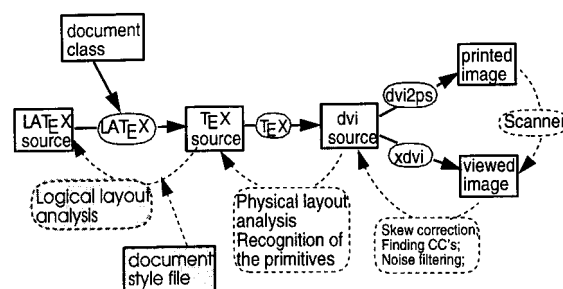 document
class
LATEX
source
LATEX
TEX
source
TEX
dvi
source
dvi2ps
xdvi
printed
image
Scanner
viewed
image
Logical layout
analysis
document
style file
Physical layout
analysis
Recognition of
the primitives
Skew correction
Finding CC's;
Noise filtering;